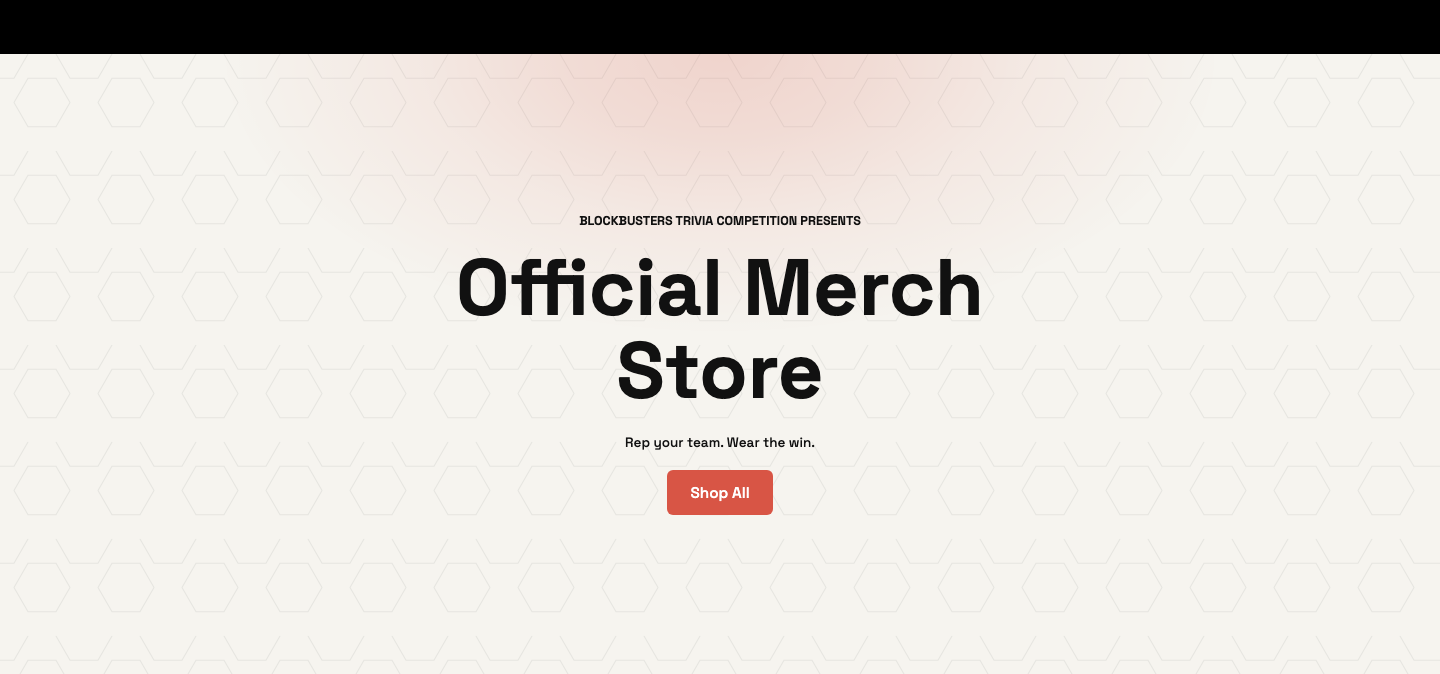 BLOCKBUSTERS TRIVIA COMPETITION PRESENTS
Official Merch
Store
Rep your team. Wear the win.
Shop All